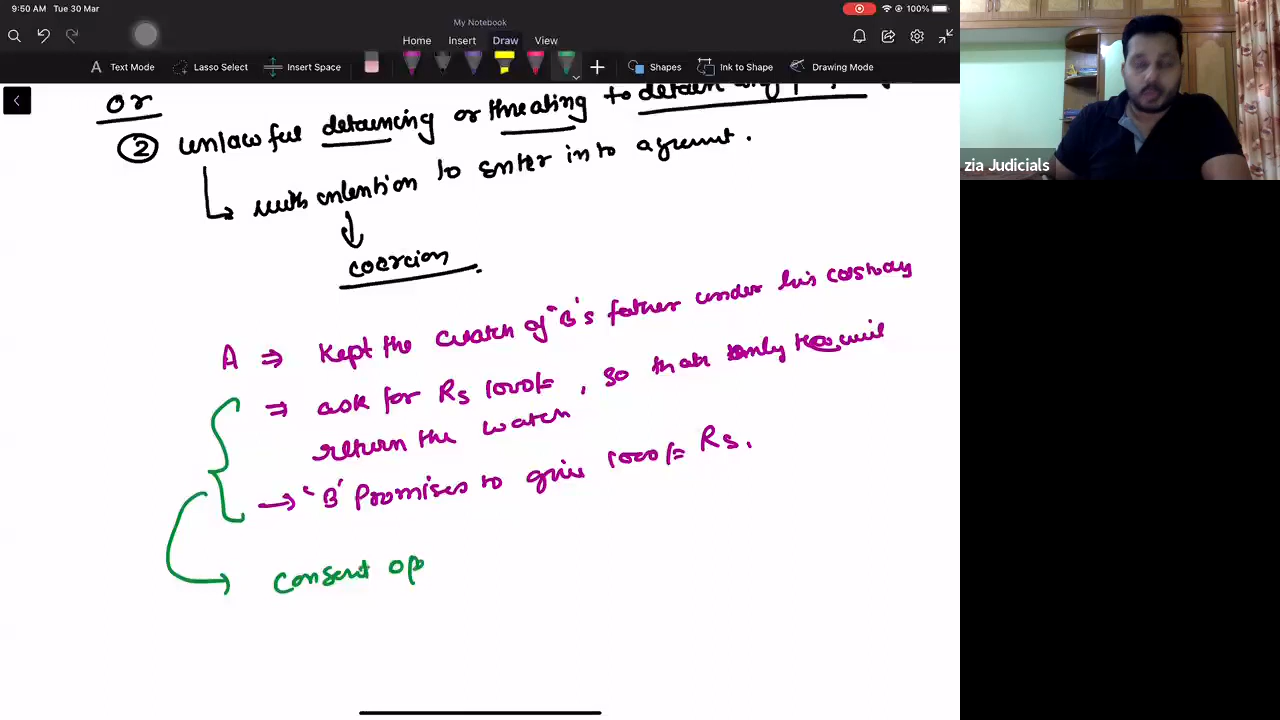 9:50 AM Tue 30 Mar
100%
My Notebook
Home Insert Draw View
Text Mode Lasso Select Insert Space Shapes Ink to Shape Drawing Mode
or
② unlawful detaining or threating to detain any
with intention to enter into agreement.
coercion
A ⇒ Kept the watch of 'B's father under his custody
⇒ ask for Rs 1000/=, so that only he will
return the watch
→ 'B' Promises to give 1000/= Rs.
→ Consent op
zia Judicials